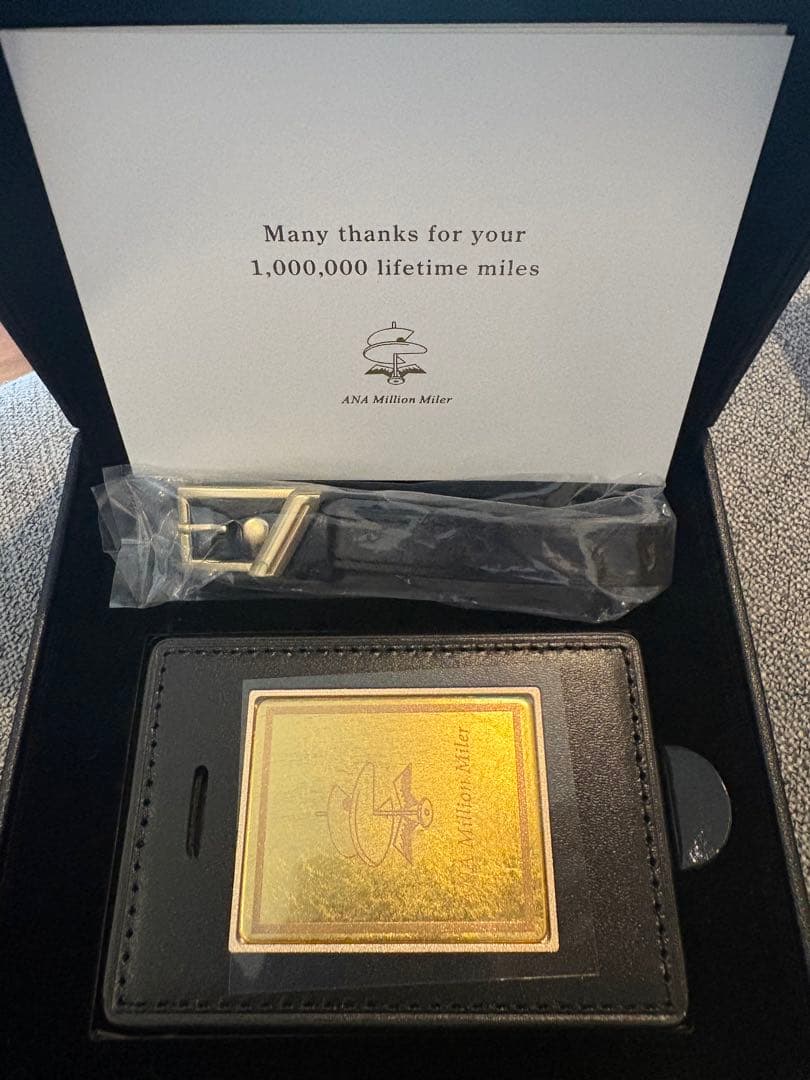 Many thanks for your
1,000,000 lifetime miles
ANA Million Miler
ANA Million Miler